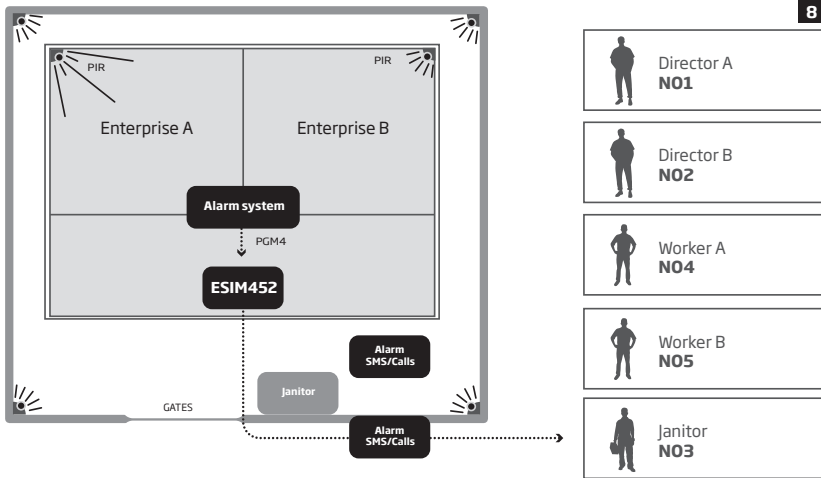 8
PIR
PIR
Enterprise A
Enterprise B
Alarm system
PGM4
ESIM452
Alarm
SMS/Calls
Janitor
GATES
Alarm
SMS/Calls
Director A
NO1
Director B
NO2
Worker A
NO4
Worker B
NO5
Janitor
NO3